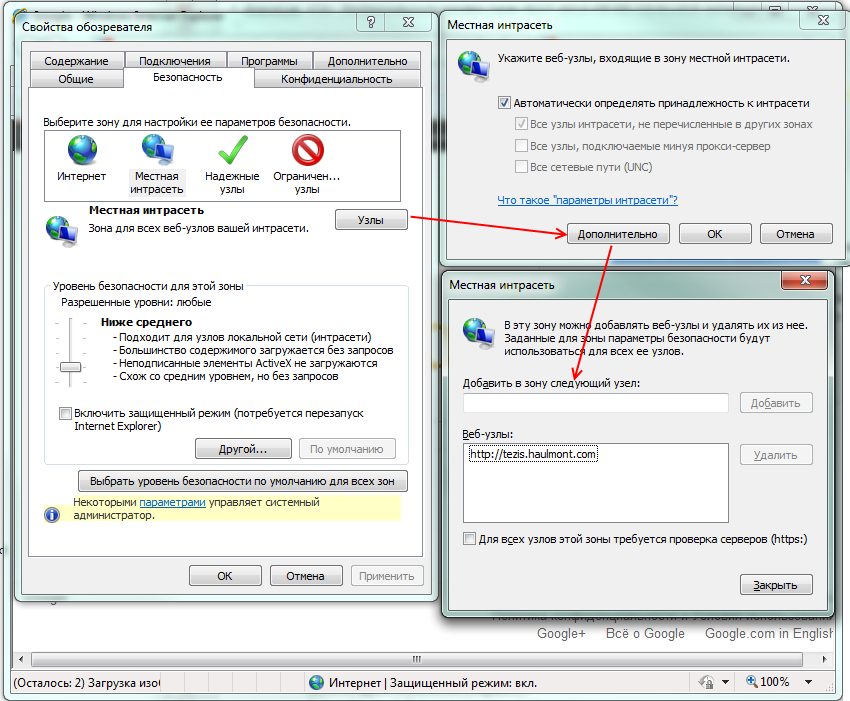 Свойства обозревателя
Содержание
Подключения
Программы
Дополнительно
Общие
Безопасность
Конфиденциальность
Выберите зону для настройки ее параметров безопасности.
Интернет
Местная
интрасеть
Надежные
узлы
Ограничен...
узлы
Местная интрасеть
Зона для всех веб-узлов вашей интрасети.
Узлы
Уровень безопасности для этой зоны
Разрешенные уровни: любые
Ниже среднего
- Подходит для узлов локальной сети (интрасети)
- Большинство содержимого загружается без запросов
- Неподписанные элементы ActiveX не загружаются
- Схож со средним уровнем, но без запросов
Включить защищенный режим (потребуется перезапуск
Internet Explorer)
Другой...
По умолчанию
Выбрать уровень безопасности по умолчанию для всех зон
Некоторыми параметрами управляет системный
администратор.
ОК
Отмена
Применить
Местная интрасеть
Укажите веб-узлы, входящие в зону местной интрасети.
Автоматически определять принадлежность к интрасети
Все узлы интрасети, не перечисленные в других зонах
Все узлы, подключаемые минуя прокси-сервер
Все сетевые пути (UNC)
Что такое "параметры интрасети"?
Дополнительно
ОК
Отмена
Местная интрасеть
В эту зону можно добавлять веб-узлы и удалять их из нее.
Заданные для зоны параметры безопасности будут
использоваться для всех ее узлов.
Добавить в зону следующий узел:
Добавить
Веб-узлы:
http://tezis.haulmont.com
Удалить
Для всех узлов этой зоны требуется проверка серверов (https:)
Закрыть
Google+ Всё о Google Google.com in English
(Осталось: 2) Загрузка изо
Интернет | Защищенный режим: вкл.
100%